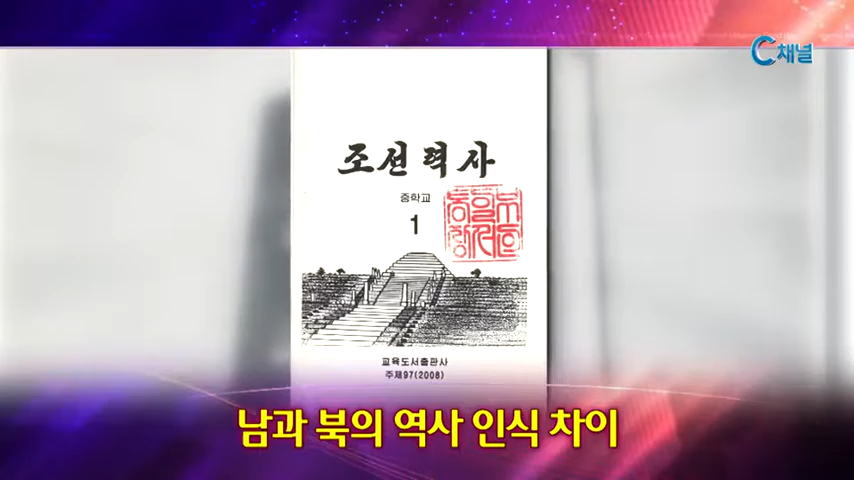 C채널
조선력사
중학교
1
교육도서출판사
주체97(2008)
남과 북의 역사 인식 차이